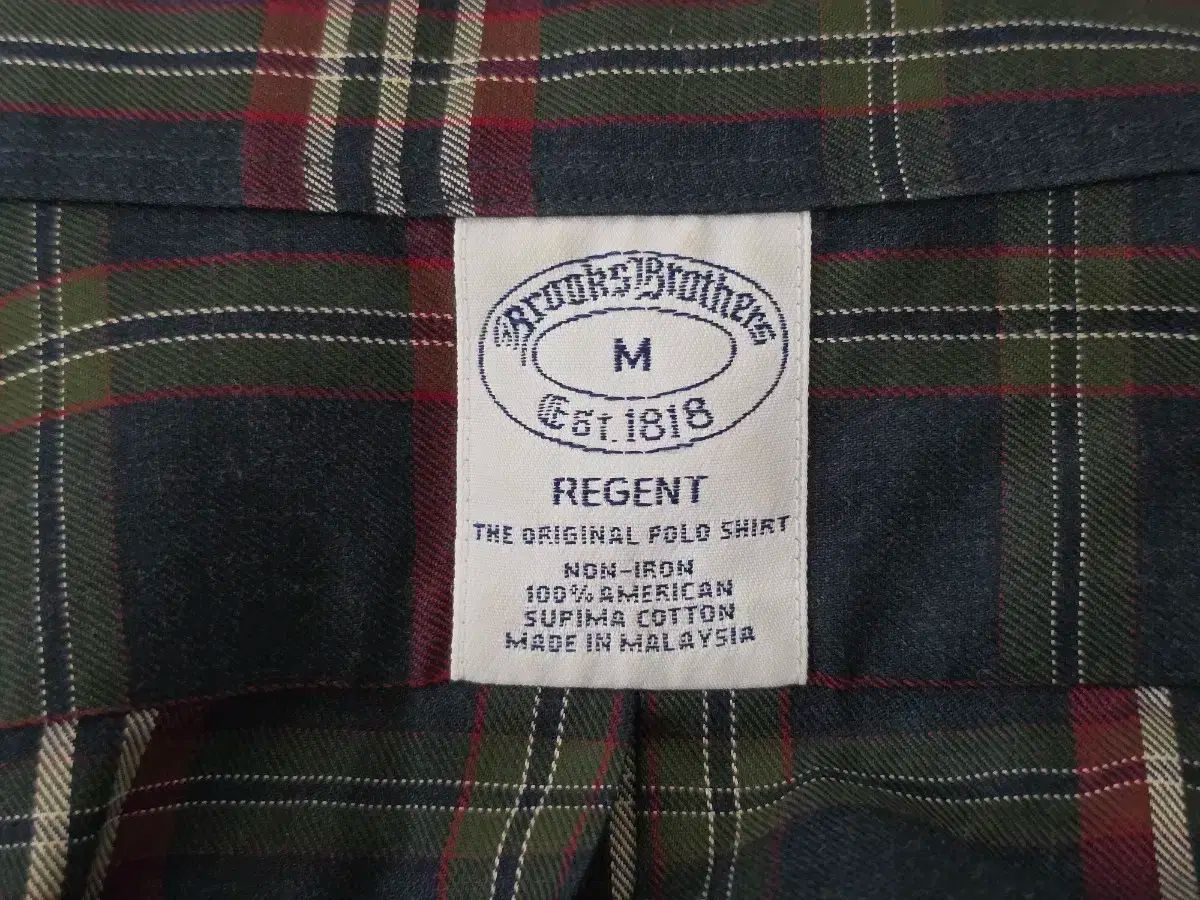 Brooks Brothers
M
Est. 1818
REGENT
THE ORIGINAL POLO SHIRT
NON-IRON
100% AMERICAN
SUPIMA COTTON
MADE IN MALAYSIA